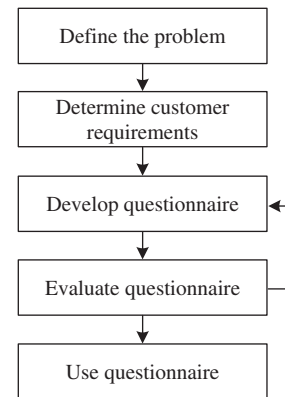 Define the problem
Determine customer
requirements
Develop questionnaire
Evaluate questionnaire
Use questionnaire